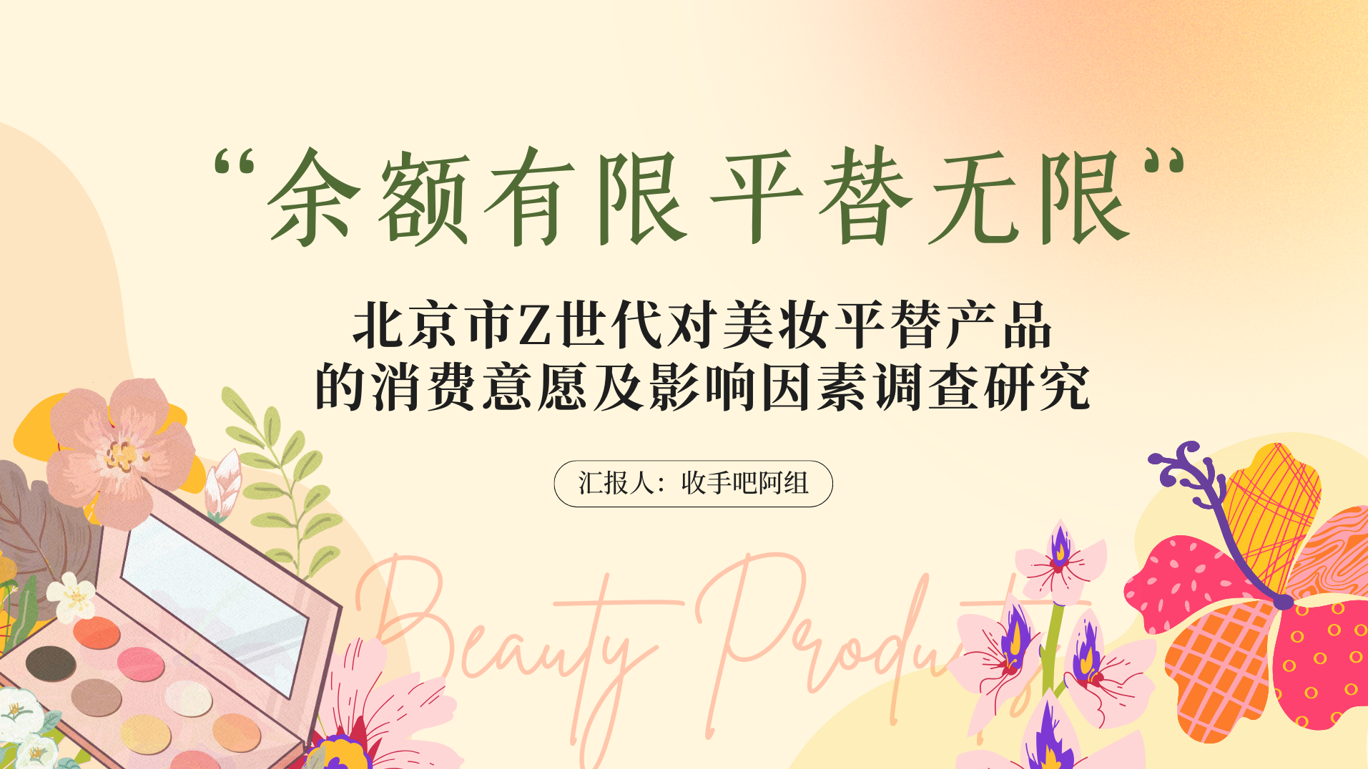 “余额有限 平替无限”
北京市Z世代对美妆平替产品
的消费意愿及影响因素调查研究
汇报人：收手吧阿组
Beauty Products